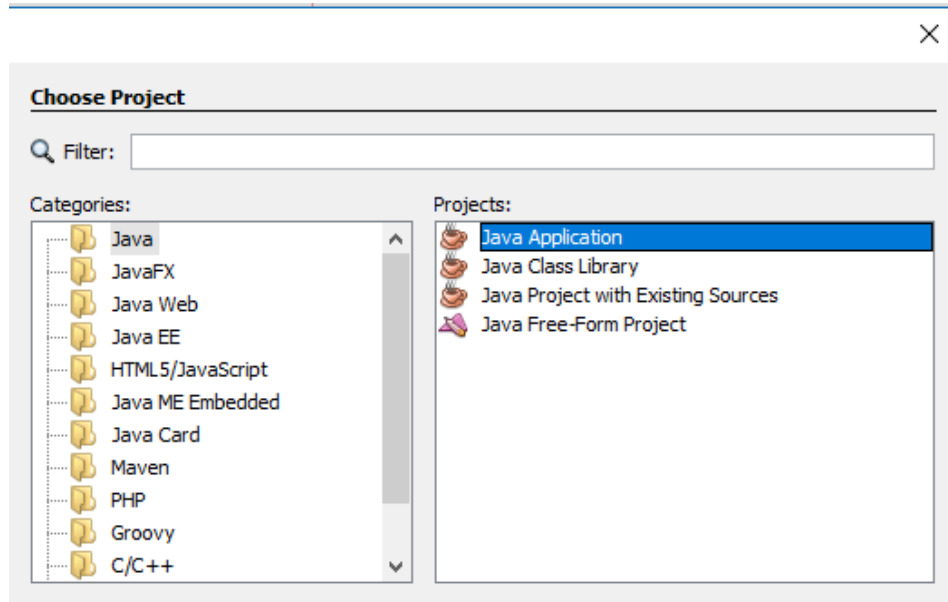 Choose Project
Filter:
Categories:
Java
JavaFX
Java Web
Java EE
HTML5/JavaScript
Java ME Embedded
Java Card
Maven
PHP
Groovy
C/C++
Projects:
Java Application
Java Class Library
Java Project with Existing Sources
Java Free-Form Project